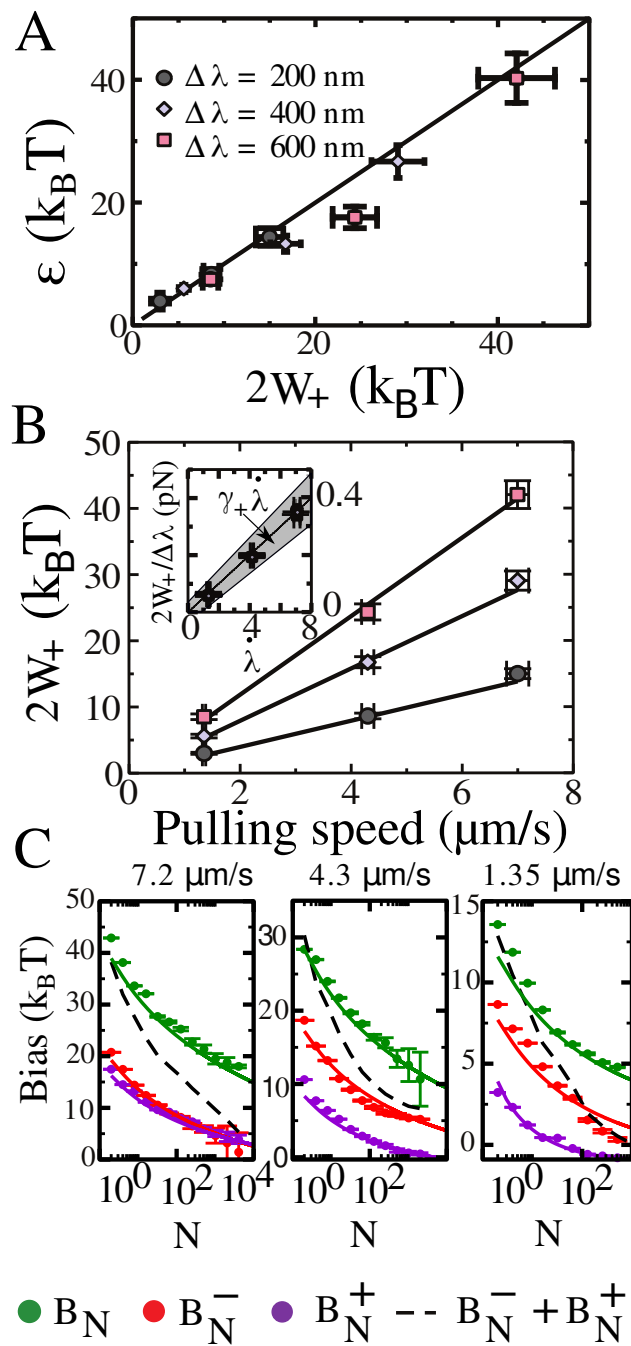 A
Δ λ = 200 nm
Δ λ = 400 nm
Δ λ = 600 nm
ε (k_BT)
40
20
0
0 20 40
2W₊ (k_BT)
B
2W₊ (k_BT)
50
40
30
20
10
0
2W₊/Δλ (pN)
γ₊ λ̇
0.4
0
0 4 8
λ̇
0 2 4 6 8
Pulling speed (μm/s)
C
7.2 μm/s 4.3 μm/s 1.35 μm/s
Bias (k_BT)
50
40
30
20
10
0
30
20
10
0
15
10
5
0
10⁰ 10² 10⁴
10⁰ 10²
10⁰ 10²
N N N
B_N B_N^− B_N^+ -- B_N^− + B_N^+